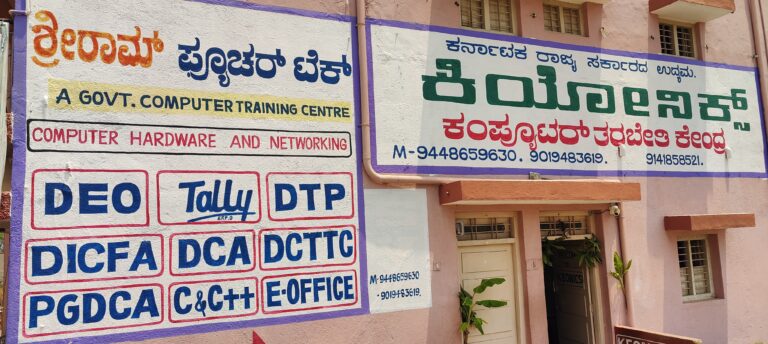 ಶ್ರೀರಾಮ್ ಫ್ಯೂಚರ್ ಟೆಕ್
A GOVT. COMPUTER TRAINING CENTRE
COMPUTER HARDWARE AND NETWORKING
DEO Tally DTP
DICFA DCA DCTTC
PGDCA C&C++ E-OFFICE
ಕರ್ನಾಟಕ ರಾಜ್ಯ ಸರ್ಕಾರದ ಉದ್ಯಮ.
ಕಿಯೋನಿಕ್ಸ್
ಕಂಪ್ಯೂಟರ್ ತರಬೇತಿ ಕೇಂದ್ರ
M-9448659630. 9019483619. 9141858521.
M-9448659630
-9019483619.